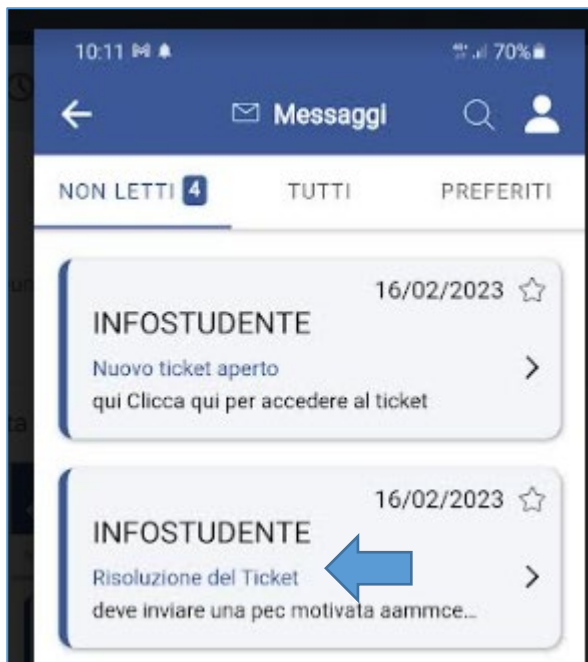 10:11 70%
Messaggi
NON LETTI 4 TUTTI PREFERITI
16/02/2023
INFOSTUDENTE
Nuovo ticket aperto
qui Clicca qui per accedere al ticket
16/02/2023
INFOSTUDENTE
Risoluzione del Ticket
deve inviare una pec motivata aammce...